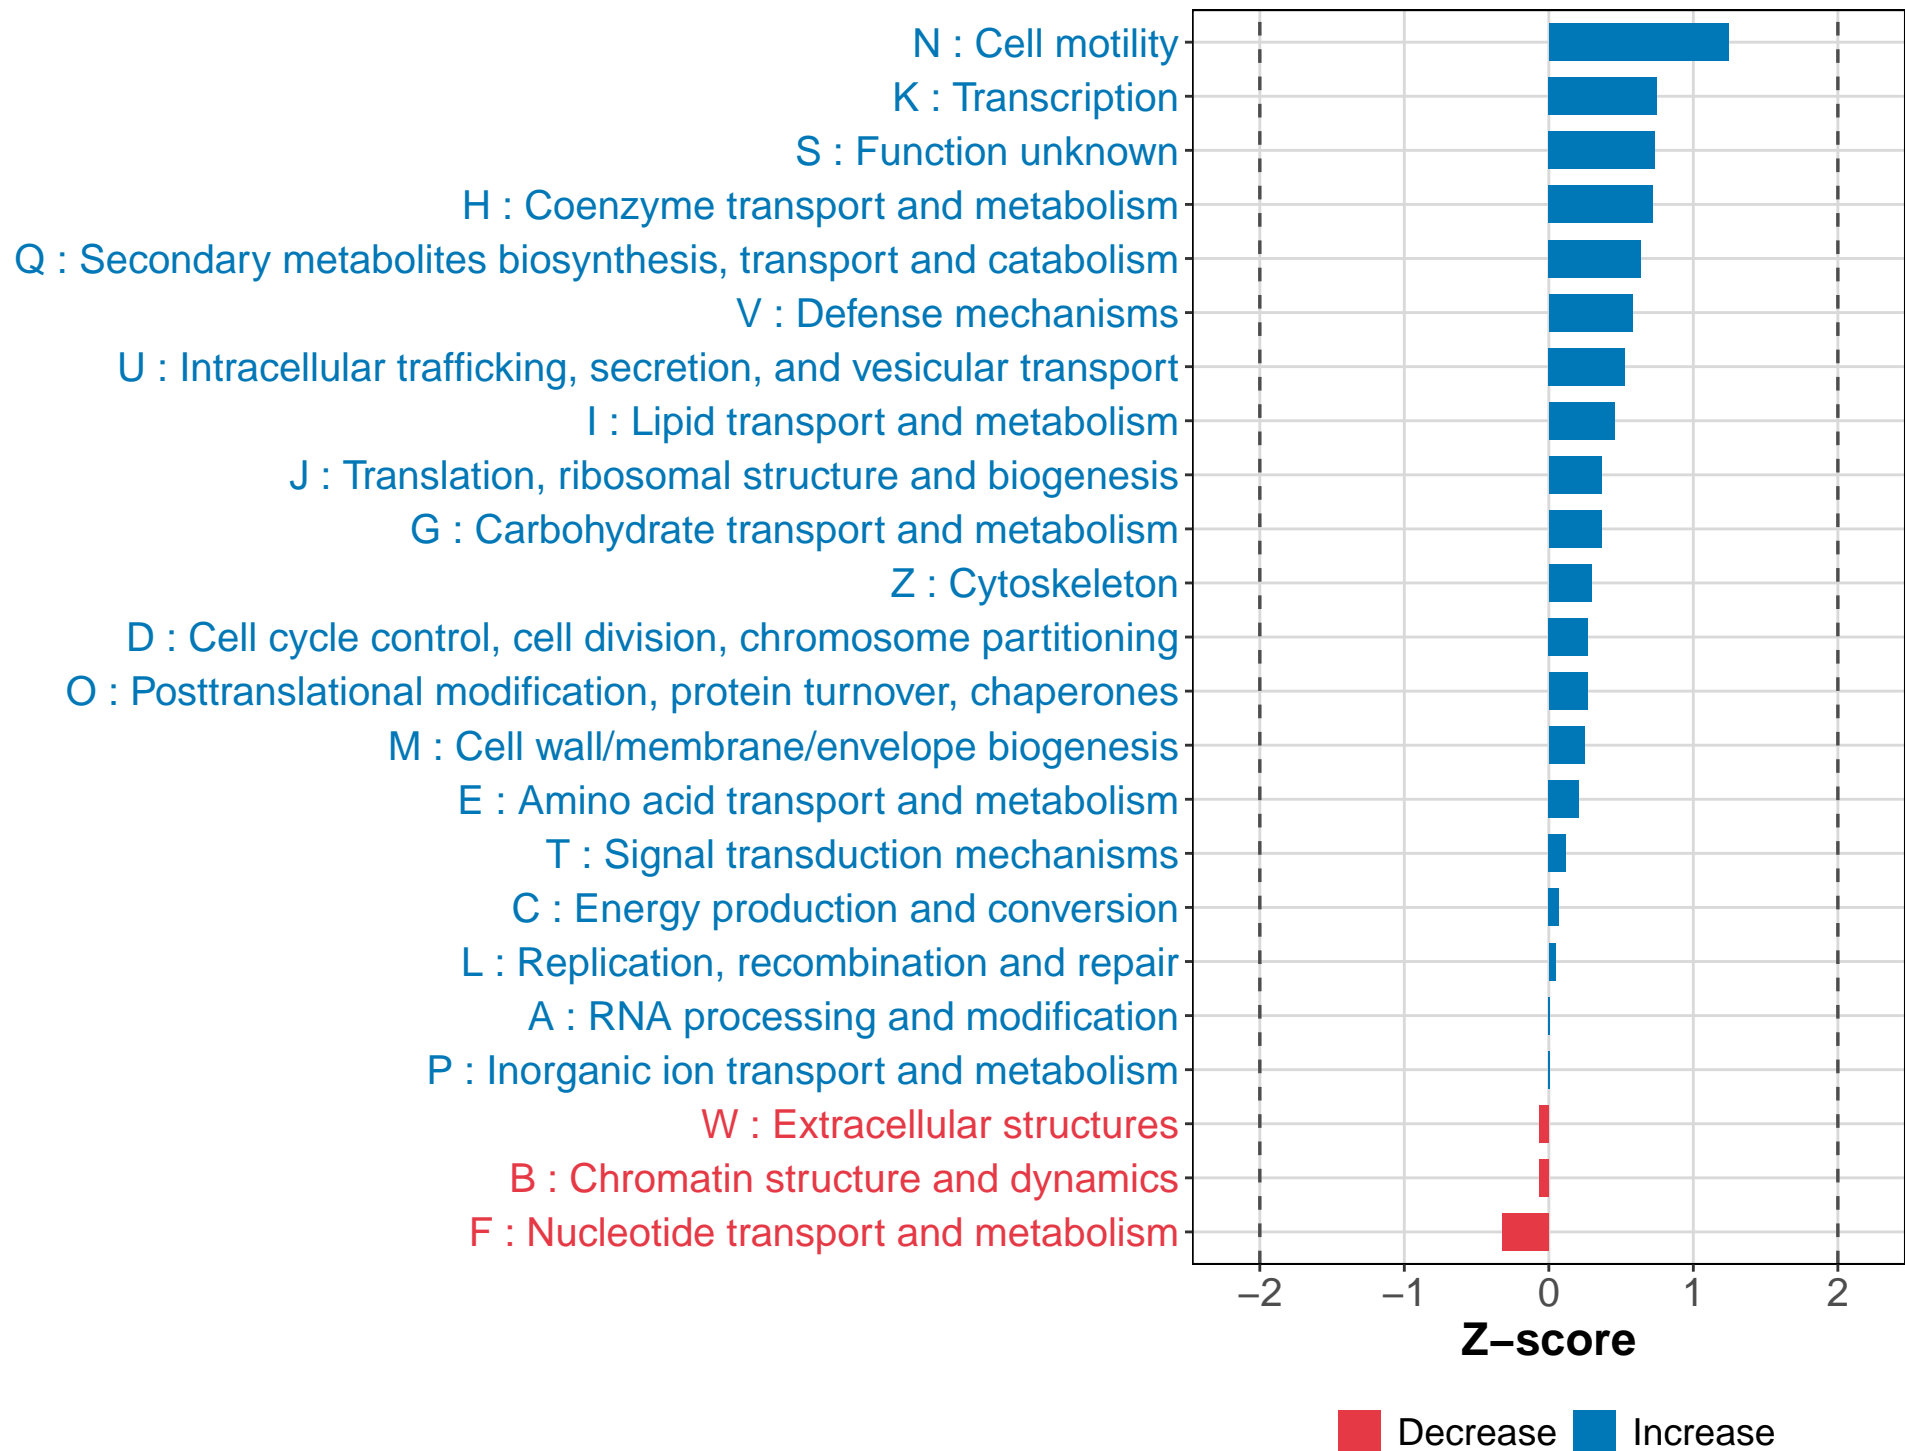 N : Cell motility
K : Transcription
S : Function unknown
H : Coenzyme transport and metabolism
Q : Secondary metabolites biosynthesis, transport and catabolism
V : Defense mechanisms
U : Intracellular trafficking, secretion, and vesicular transport
I : Lipid transport and metabolism
J : Translation, ribosomal structure and biogenesis
G : Carbohydrate transport and metabolism
Z : Cytoskeleton
D : Cell cycle control, cell division, chromosome partitioning
O : Posttranslational modification, protein turnover, chaperones
M : Cell wall/membrane/envelope biogenesis
E : Amino acid transport and metabolism
T : Signal transduction mechanisms
C : Energy production and conversion
L : Replication, recombination and repair
A : RNA processing and modification
P : Inorganic ion transport and metabolism
W : Extracellular structures
B : Chromatin structure and dynamics
F : Nucleotide transport and metabolism
−2 −1 0 1 2
Z−score
Decrease Increase